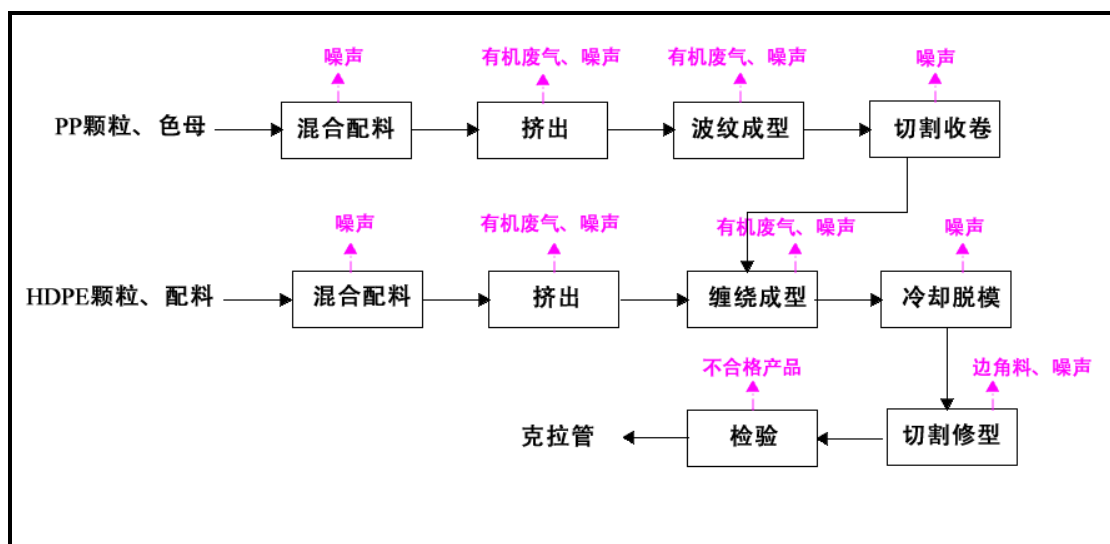 噪声 有机废气、噪声 有机废气、噪声 噪声
PP颗粒、色母 混合配料 挤出 波纹成型 切割收卷
噪声 有机废气、噪声 有机废气、噪声 噪声
HDPE颗粒、配料 混合配料 挤出 缠绕成型 冷却脱模
不合格产品 边角料、噪声
克拉管 检验 切割修型